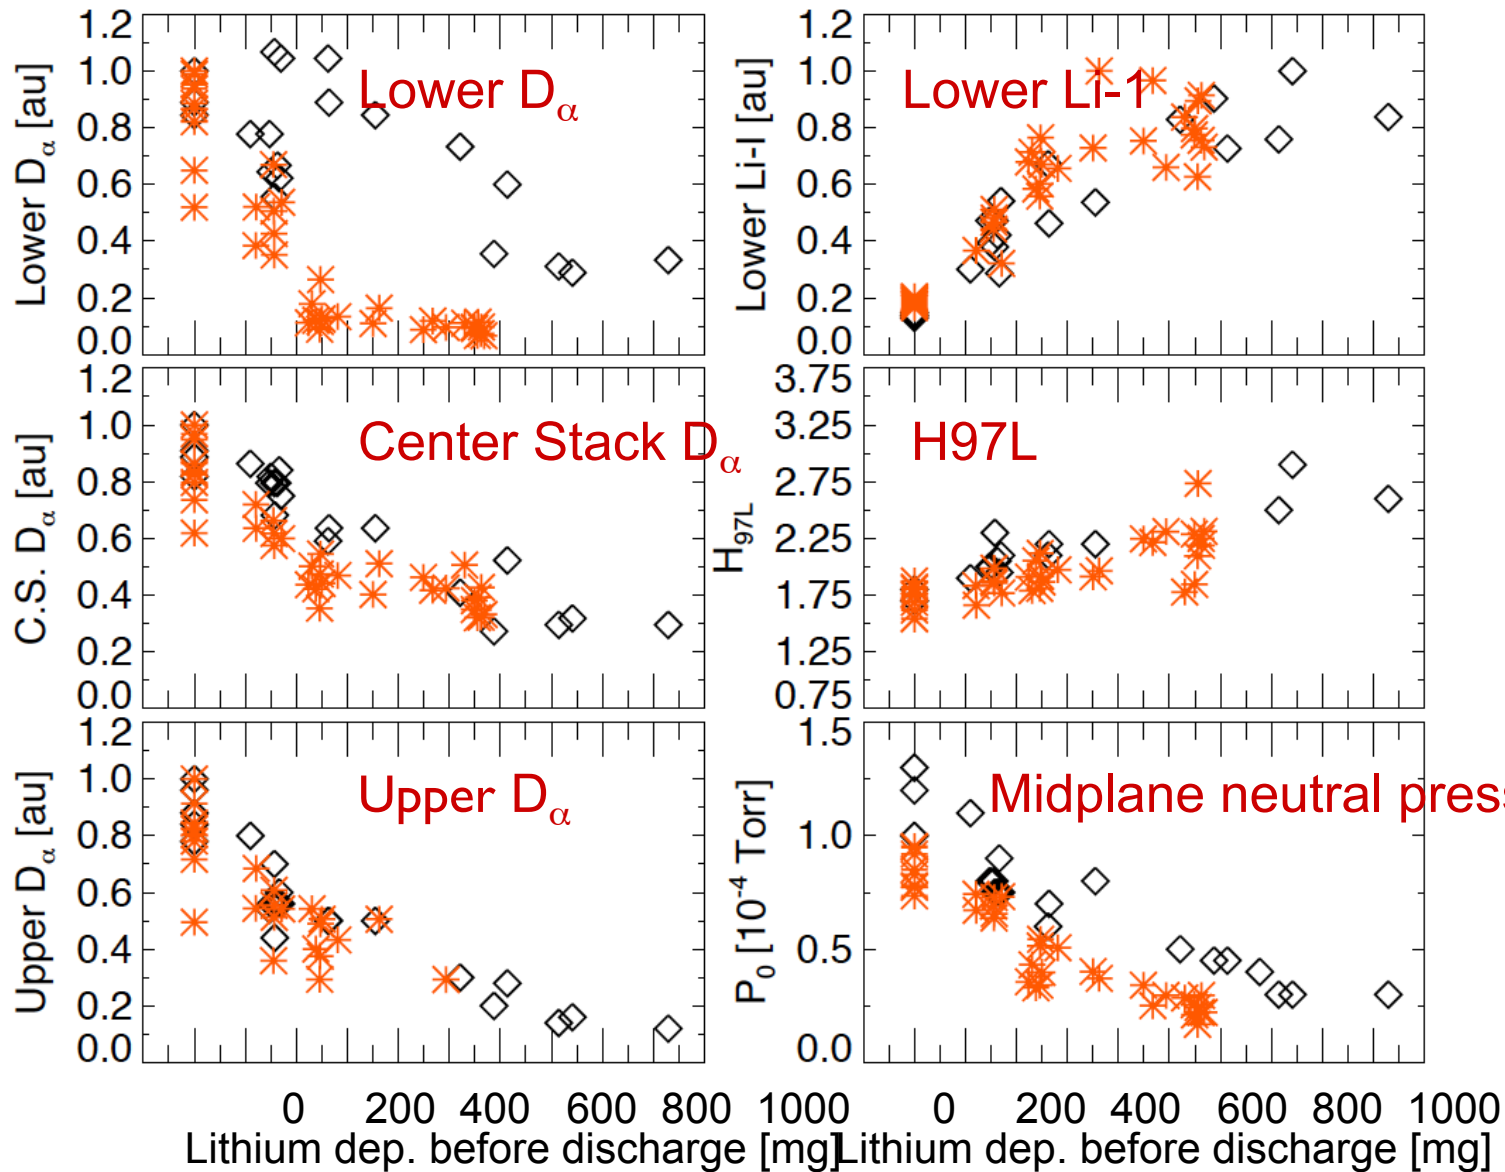 Lower Dα [au]
1.2
1.0
0.8
0.6
0.4
0.2
0.0
Lower Dα
Lower Li-I [au]
1.2
1.0
0.8
0.6
0.4
0.2
0.0
Lower Li-1
C.S. Dα [au]
1.2
1.0
0.8
0.6
0.4
0.2
0.0
Center Stack Dα
H97L
3.75
3.25
2.75
2.25
1.75
1.25
0.75
H97L
Upper Dα [au]
1.2
1.0
0.8
0.6
0.4
0.2
0.0
Upper Dα
P0 [10-4 Torr]
1.5
1.0
0.5
0.0
Midplane neutral press
0 200 400 600 800 1000
Lithium dep. before discharge [mg]
0 200 400 600 800 1000
Lithium dep. before discharge [mg]